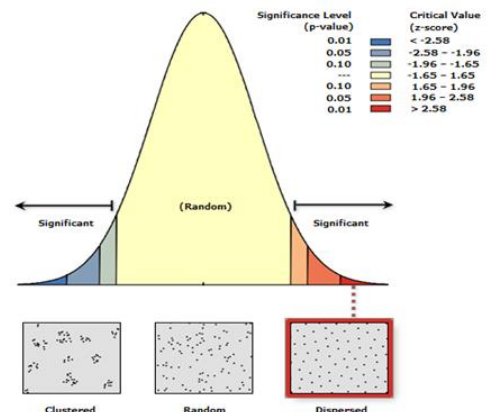 Significance Level
(p-value)
Critical Value
(z-score)
0.01 < -2.58
0.05 -2.58 - -1.96
0.10 -1.96 - -1.65
--- -1.65 - 1.65
0.10 1.65 - 1.96
0.05 1.96 - 2.58
0.01 > 2.58
(Random)
Significant
Significant
Clustered
Random
Dispersed